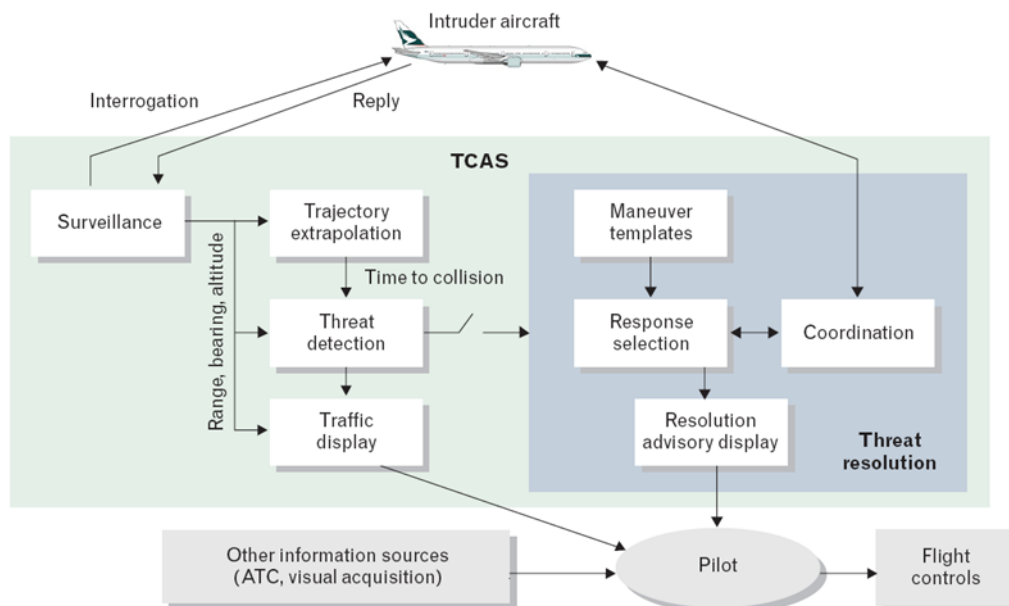 Intruder aircraft
Interrogation
Reply
TCAS
Surveillance
Trajectory
extrapolation
Maneuver
templates
Range, bearing, altitude
Time to collision
Threat
detection
Response
selection
Coordination
Traffic
display
Resolution
advisory display
Threat
resolution
Other information sources
(ATC, visual acquisition)
Pilot
Flight
controls